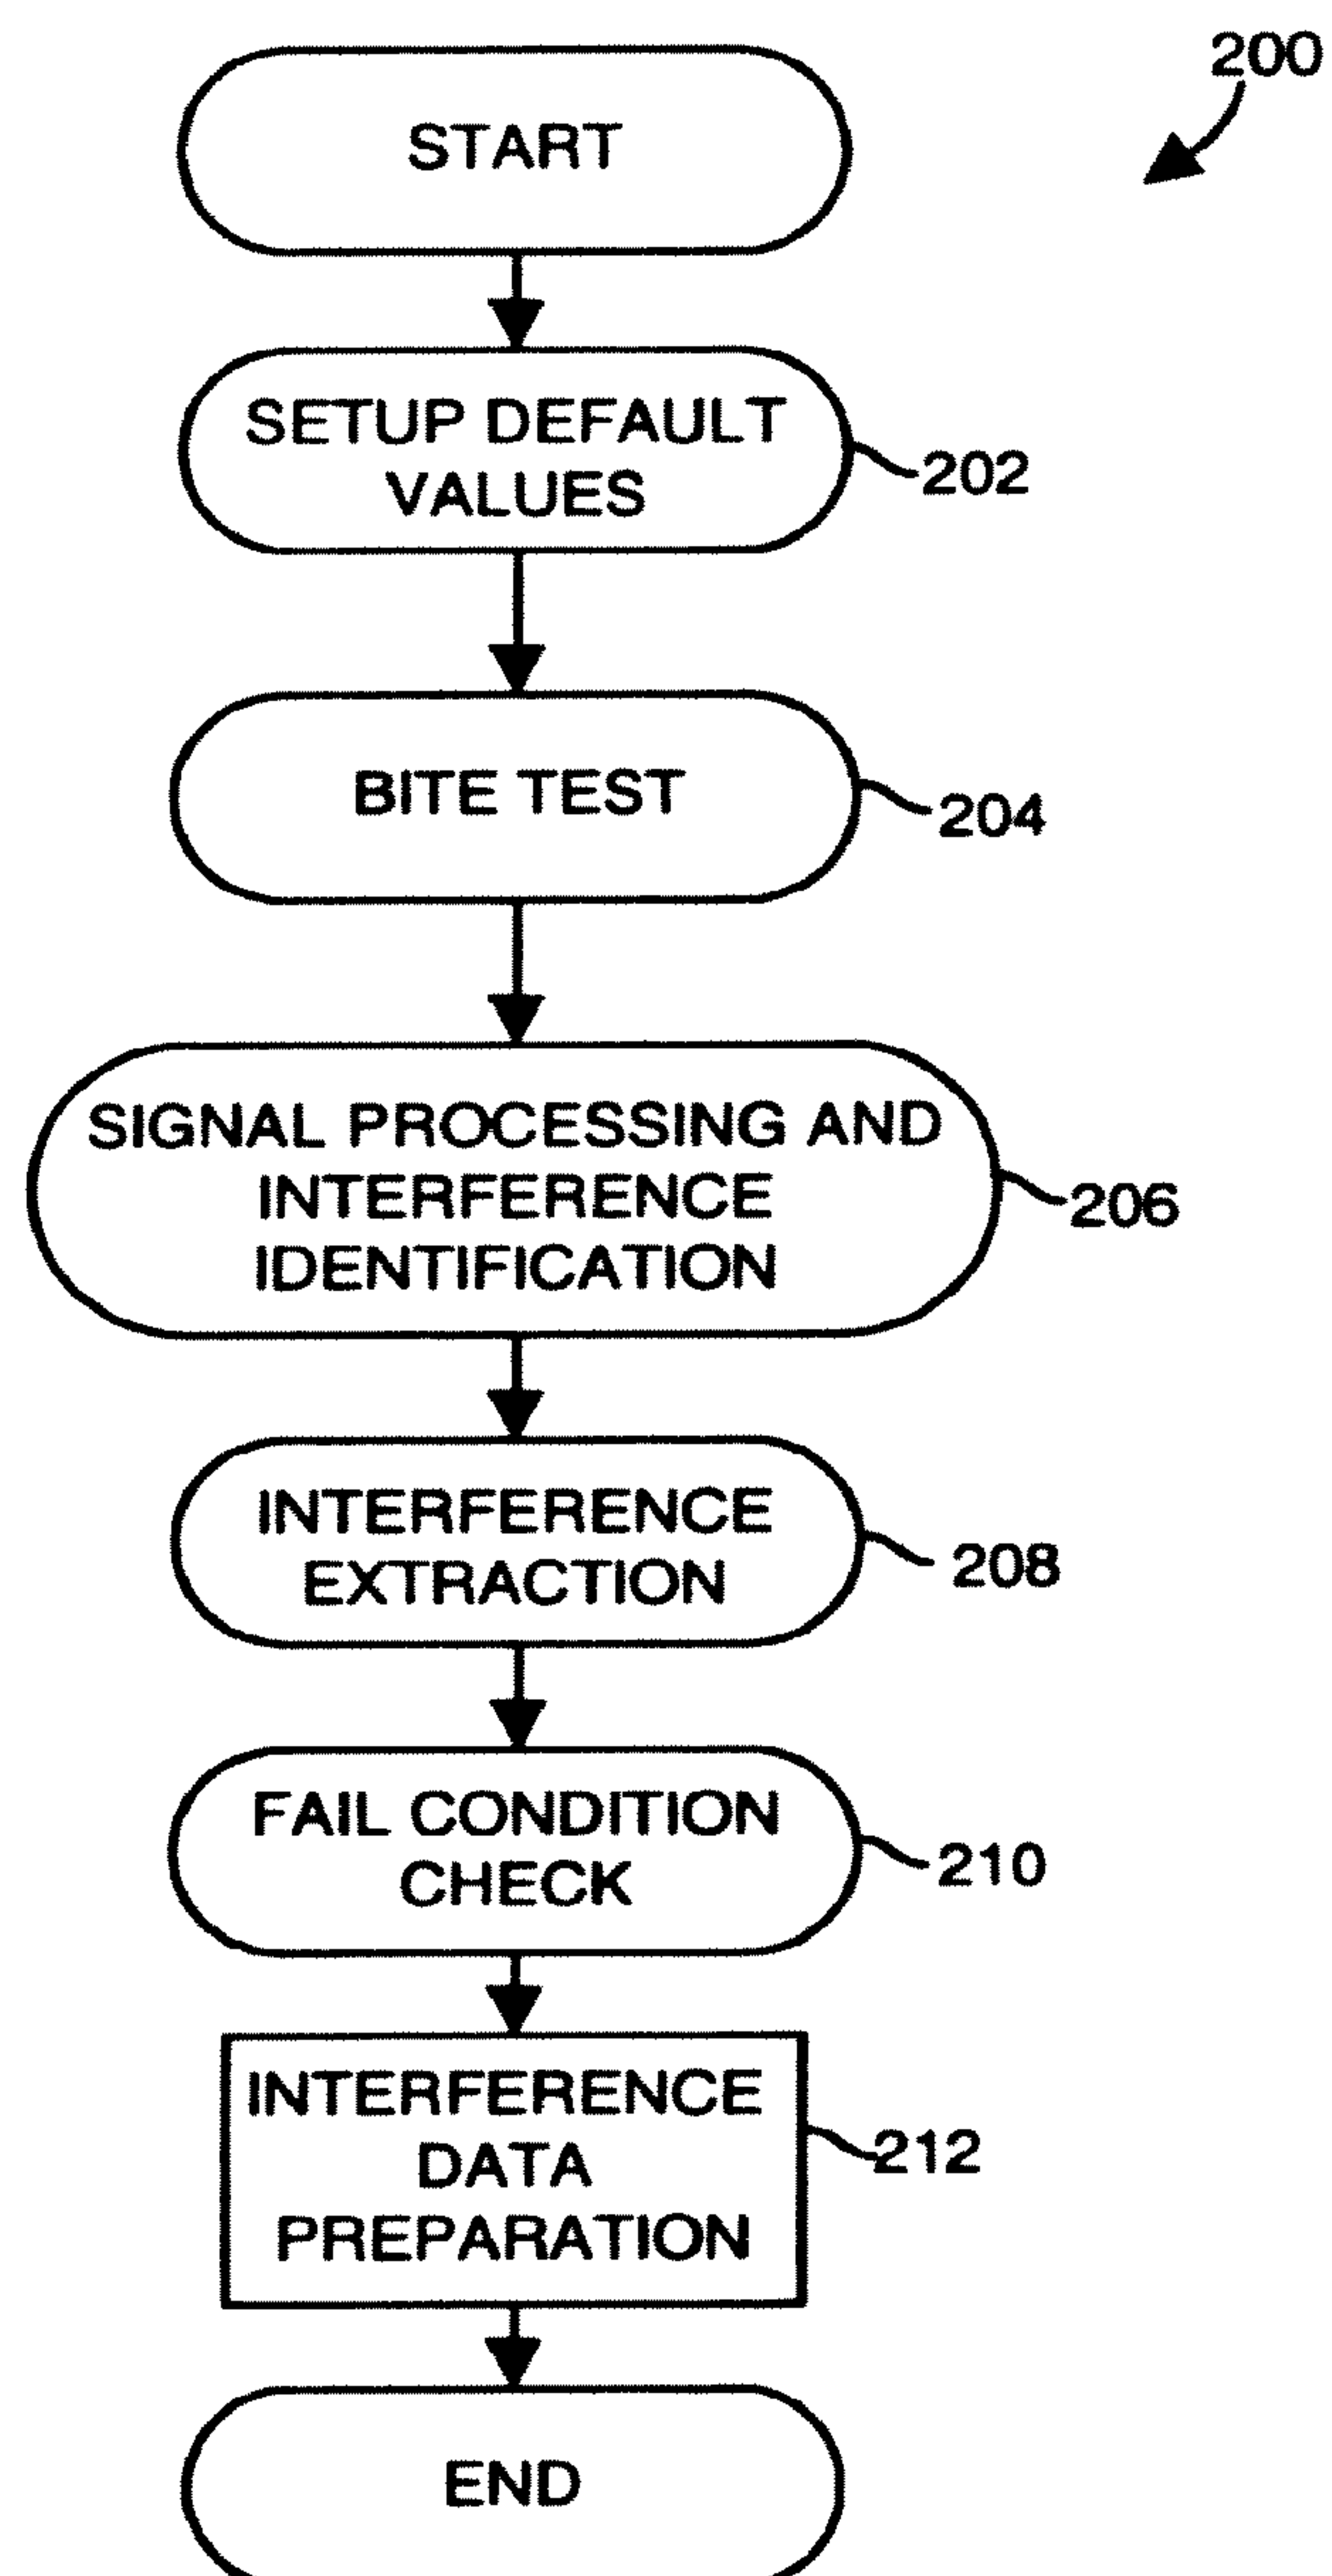 200
START
SETUP DEFAULT
VALUES
202
BITE TEST
204
SIGNAL PROCESSING AND
INTERFERENCE
IDENTIFICATION
206
INTERFERENCE
EXTRACTION
208
FAIL CONDITION
CHECK
210
INTERFERENCE
DATA
PREPARATION
212
END